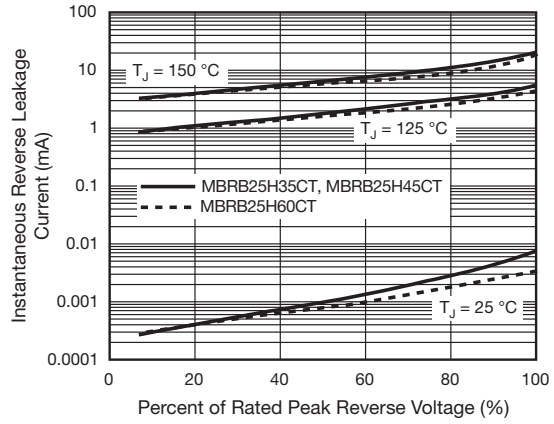 100
10
1
0.1
0.01
0.001
0.0001
Instantaneous Reverse Leakage
Current (mA)
T_J = 150 °C
T_J = 125 °C
MBRB25H35CT, MBRB25H45CT
MBRB25H60CT
T_J = 25 °C
0 20 40 60 80 100
Percent of Rated Peak Reverse Voltage (%)